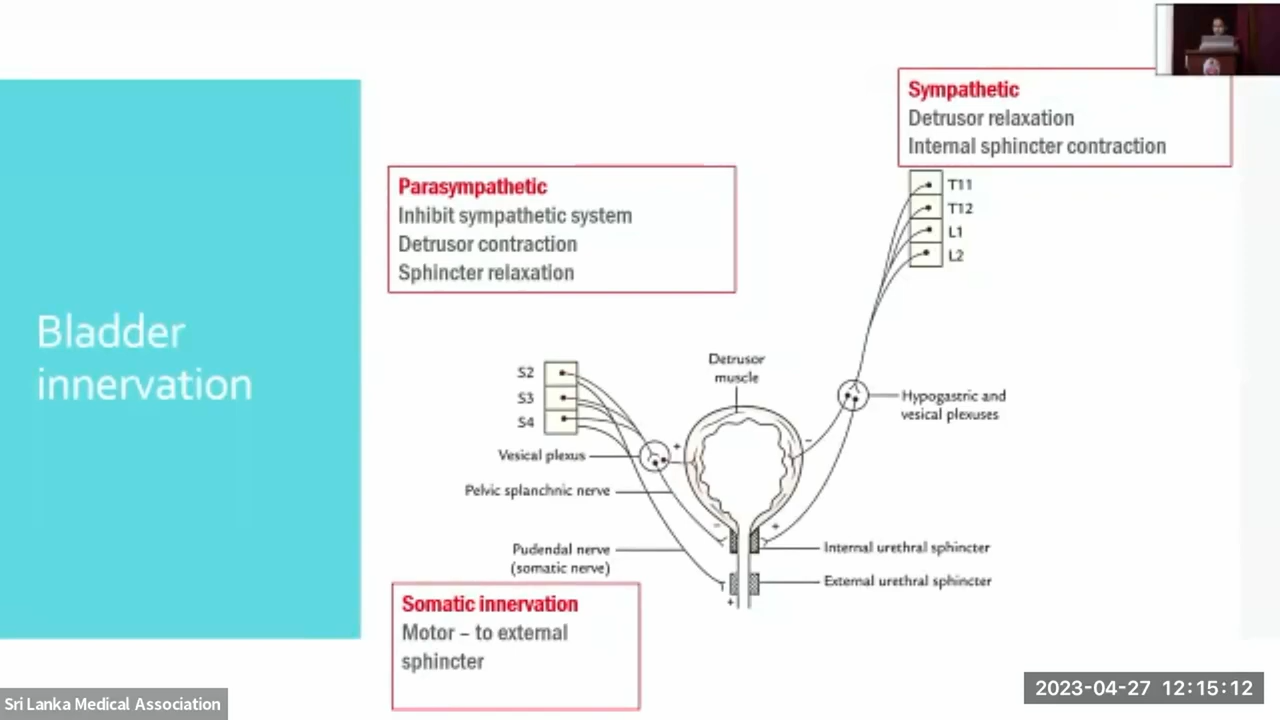 Bladder
innervation
Parasympathetic
Inhibit sympathetic system
Detrusor contraction
Sphincter relaxation
Sympathetic
Detrusor relaxation
Internal sphincter contraction
T11
T12
L1
L2
S2
S3
S4
Detrusor
muscle
Hypogastric and
vesical plexuses
Vesical plexus
Pelvic splanchnic nerve
Pudendal nerve
(somatic nerve)
Internal urethral sphincter
External urethral sphincter
+
-
-
+
+
Somatic innervation
Motor – to external
sphincter
Sri Lanka Medical Association
2023-04-27 12:15:12